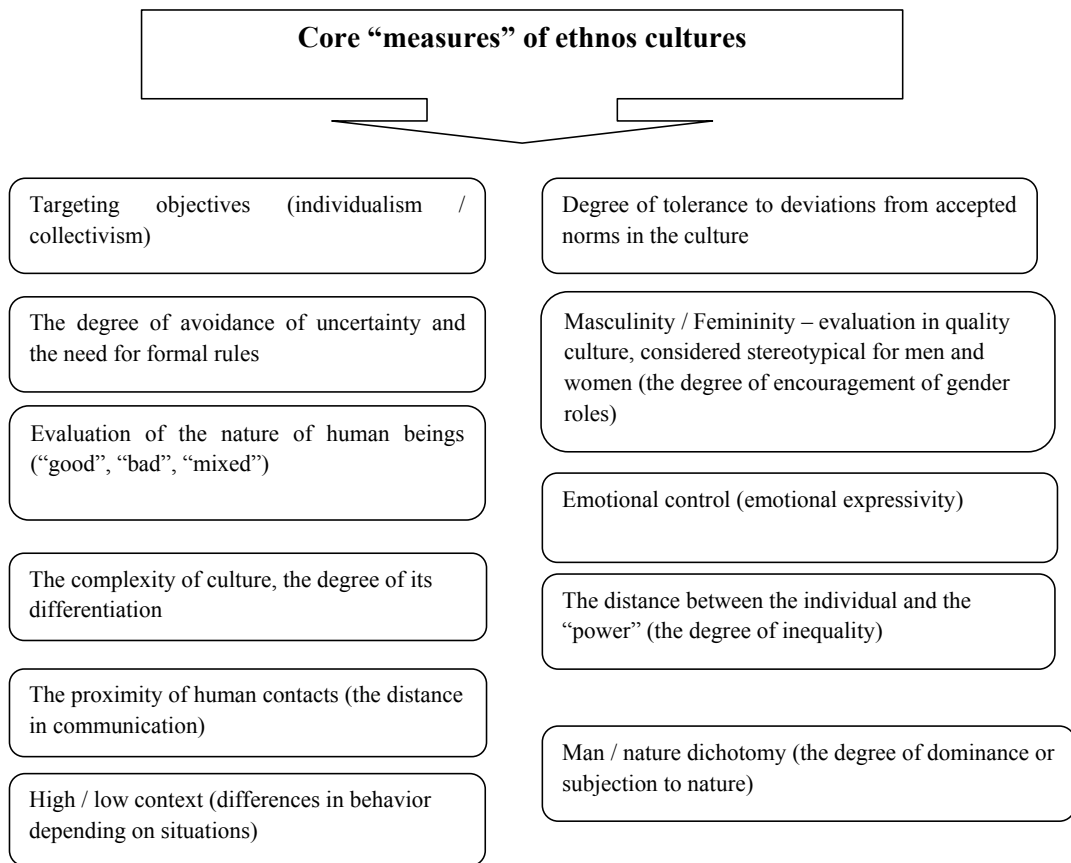 Core “measures” of ethnos cultures
Targeting objectives (individualism /
collectivism)
The degree of avoidance of uncertainty and
the need for formal rules
Evaluation of the nature of human beings
(“good”, “bad”, “mixed”)
The complexity of culture, the degree of its
differentiation
The proximity of human contacts (the distance
in communication)
High / low context (differences in behavior
depending on situations)
Degree of tolerance to deviations from accepted
norms in the culture
Masculinity / Femininity – evaluation in quality
culture, considered stereotypical for men and
women (the degree of encouragement of gender
roles)
Emotional control (emotional expressivity)
The distance between the individual and the
“power” (the degree of inequality)
Man / nature dichotomy (the degree of dominance or
subjection to nature)